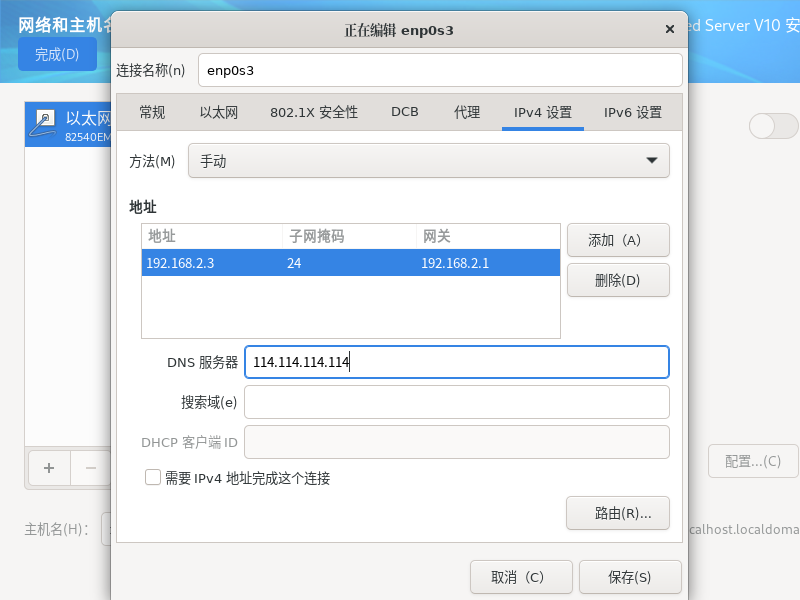 网络和主机名
正在编辑 enp0s3
ed Server V10 安
完成(D)
连接名称(n)
enp0s3
常规
以太网
802.1X 安全性
DCB
代理
IPv4 设置
IPv6 设置
以太网
82540EM
方法(M)
手动
地址
地址
子网掩码
网关
192.168.2.3
24
192.168.2.1
添加（A）
删除(D)
DNS 服务器
114.114.114.114
搜索域(e)
DHCP 客户端 ID
需要 IPv4 地址完成这个连接
路由(R)...
配置...(C)
主机名(H)：
calhost.localdoma
取消（C）
保存(S)